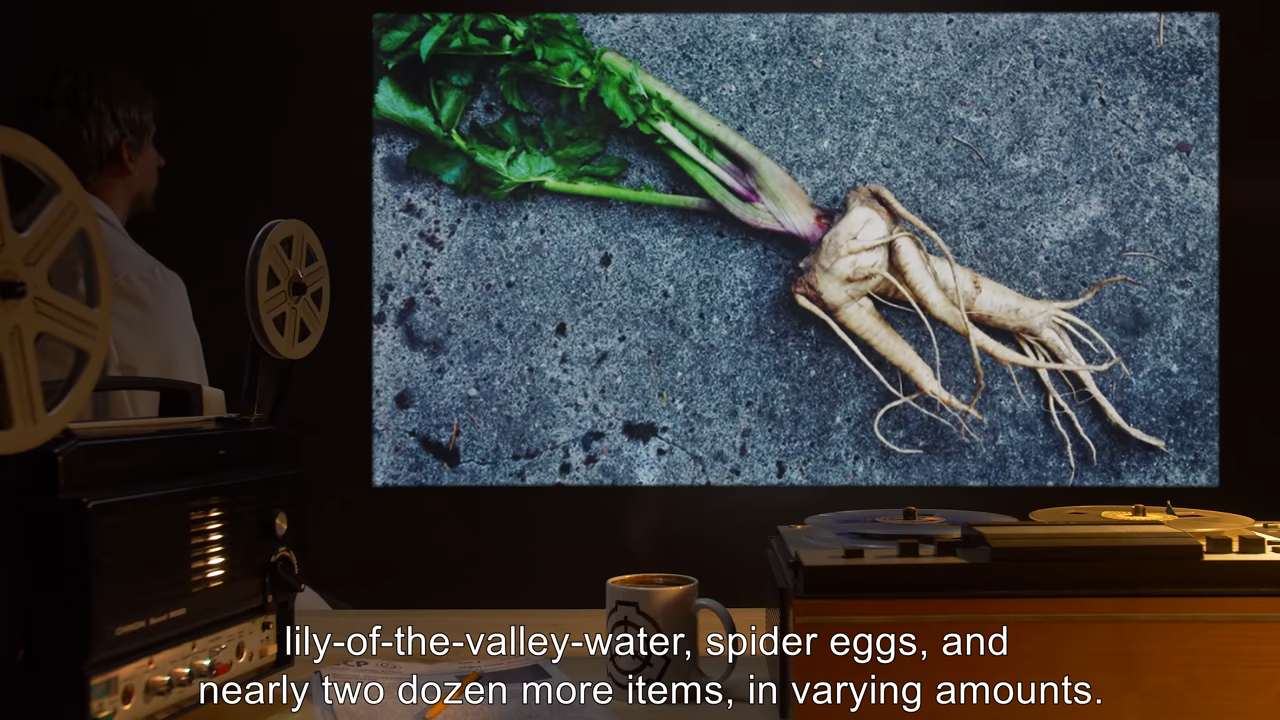 lily-of-the-valley-water, spider eggs, and
nearly two dozen more items, in varying amounts.